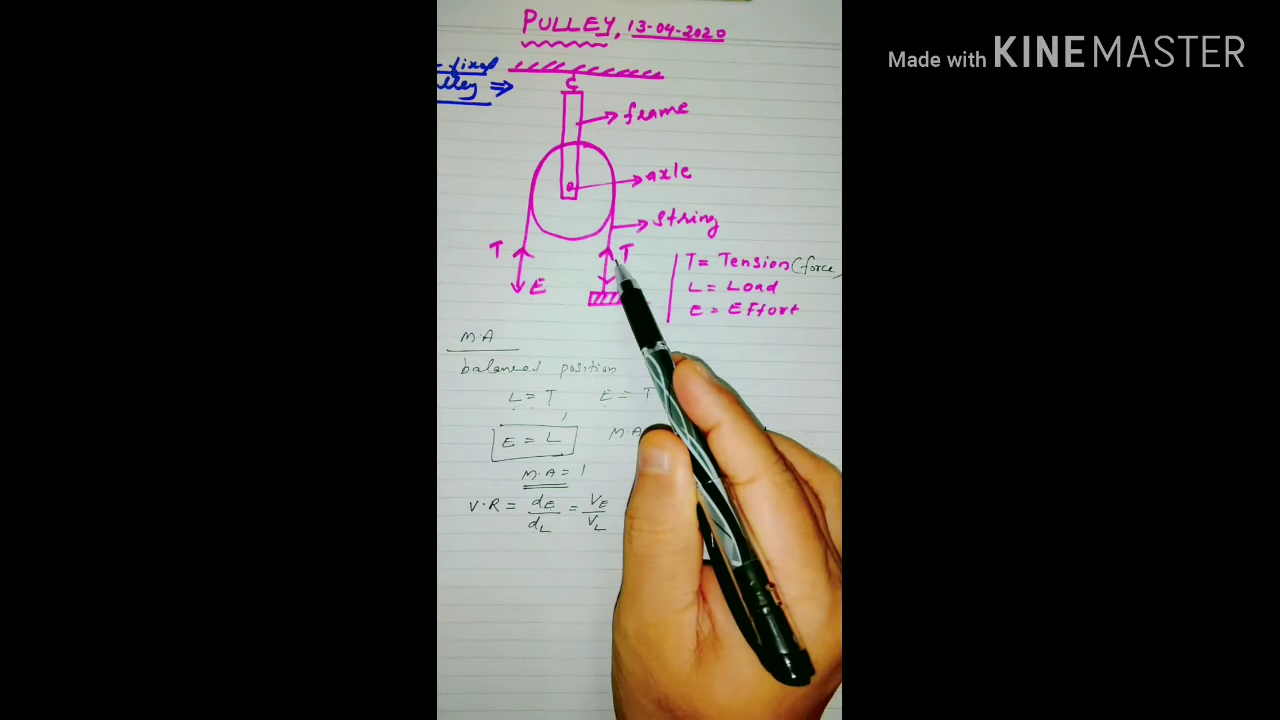 PULLEY, 13-04-2020
Made with KINEMASTER
fixed
⇒
frame
axle
string
T
T
E
T = Tension (force)
L = Load
E = Effort
M.A
balanced position
L = T E = T
E = L M.A
M.A = 1
V.R = dE/dL = VE/VL